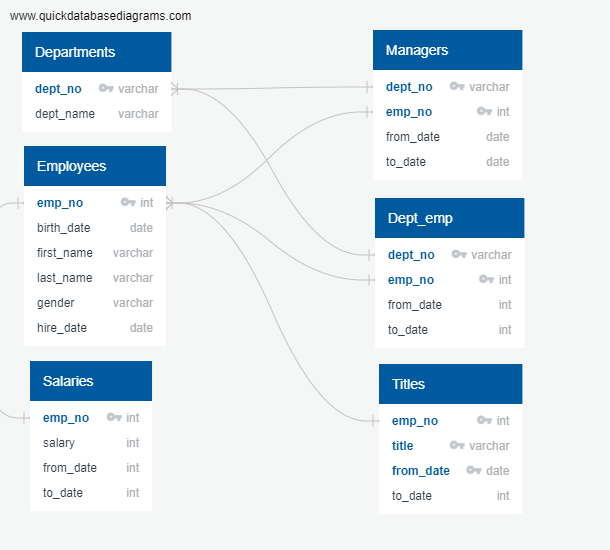 www.quickdatabasediagrams.com
Departments
dept_no varchar
dept_name varchar
Employees
emp_no int
birth_date date
first_name varchar
last_name varchar
gender varchar
hire_date date
Salaries
emp_no int
salary int
from_date int
to_date int
Managers
dept_no varchar
emp_no int
from_date date
to_date date
Dept_emp
dept_no varchar
emp_no int
from_date int
to_date int
Titles
emp_no int
title varchar
from_date date
to_date int